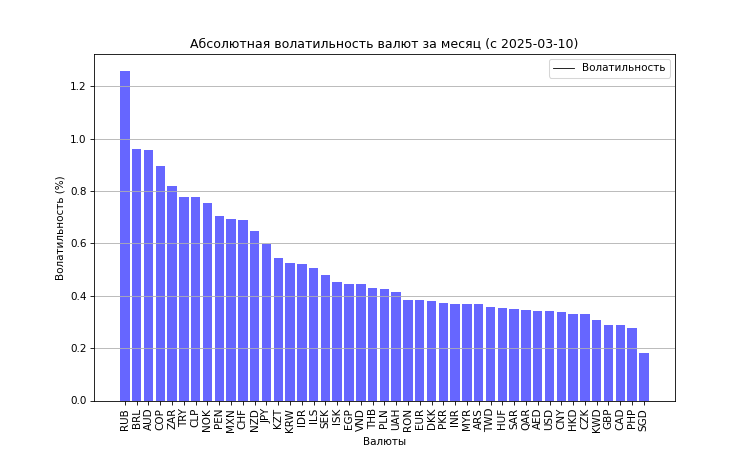 Абсолютная волатильность валют за месяц (с 2025-03-10)
Волатильность
Волатильность (%)
1.2
1.0
0.8
0.6
0.4
0.2
0.0
RUB BRL AUD COP ZAR TRY CLP NOK PEN MXN CHF NZD JPY KZT KRW IDR ILS SEK ISK EGP VND THB PLN UAH RON EUR DKK PKR INR MYR ARS TWD HUF SAR QAR AED USD CNY HKD CZK KWD GBP CAD PHP SGD
Валюты